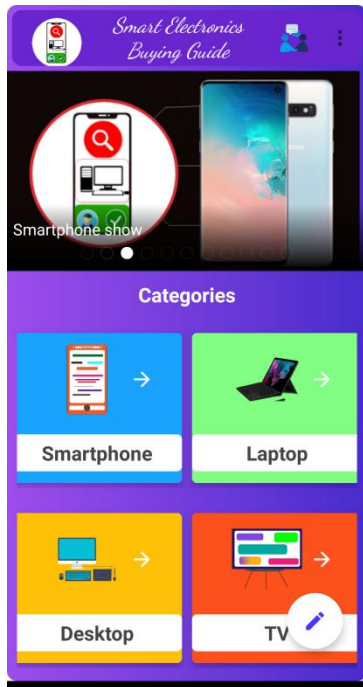 Smart Electronics
Buying Guide
Smartphone show
Categories
Smartphone
Laptop
Desktop
TV